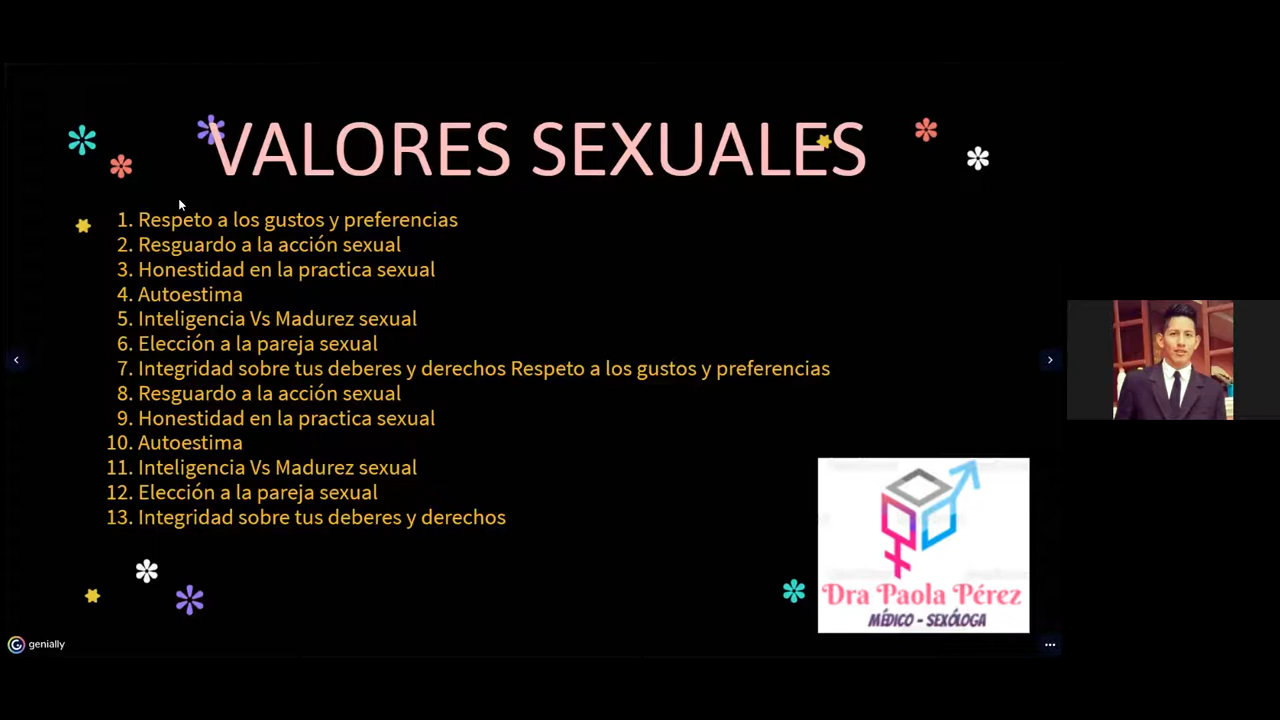 VALORES SEXUALES
1. Respeto a los gustos y preferencias
2. Resguardo a la acción sexual
3. Honestidad en la practica sexual
4. Autoestima
5. Inteligencia Vs Madurez sexual
6. Elección a la pareja sexual
7. Integridad sobre tus deberes y derechos Respeto a los gustos y preferencias
8. Resguardo a la acción sexual
9. Honestidad en la practica sexual
10. Autoestima
11. Inteligencia Vs Madurez sexual
12. Elección a la pareja sexual
13. Integridad sobre tus deberes y derechos
Dra Paola Pérez
MÉDICO - SEXÓLOGA
genially